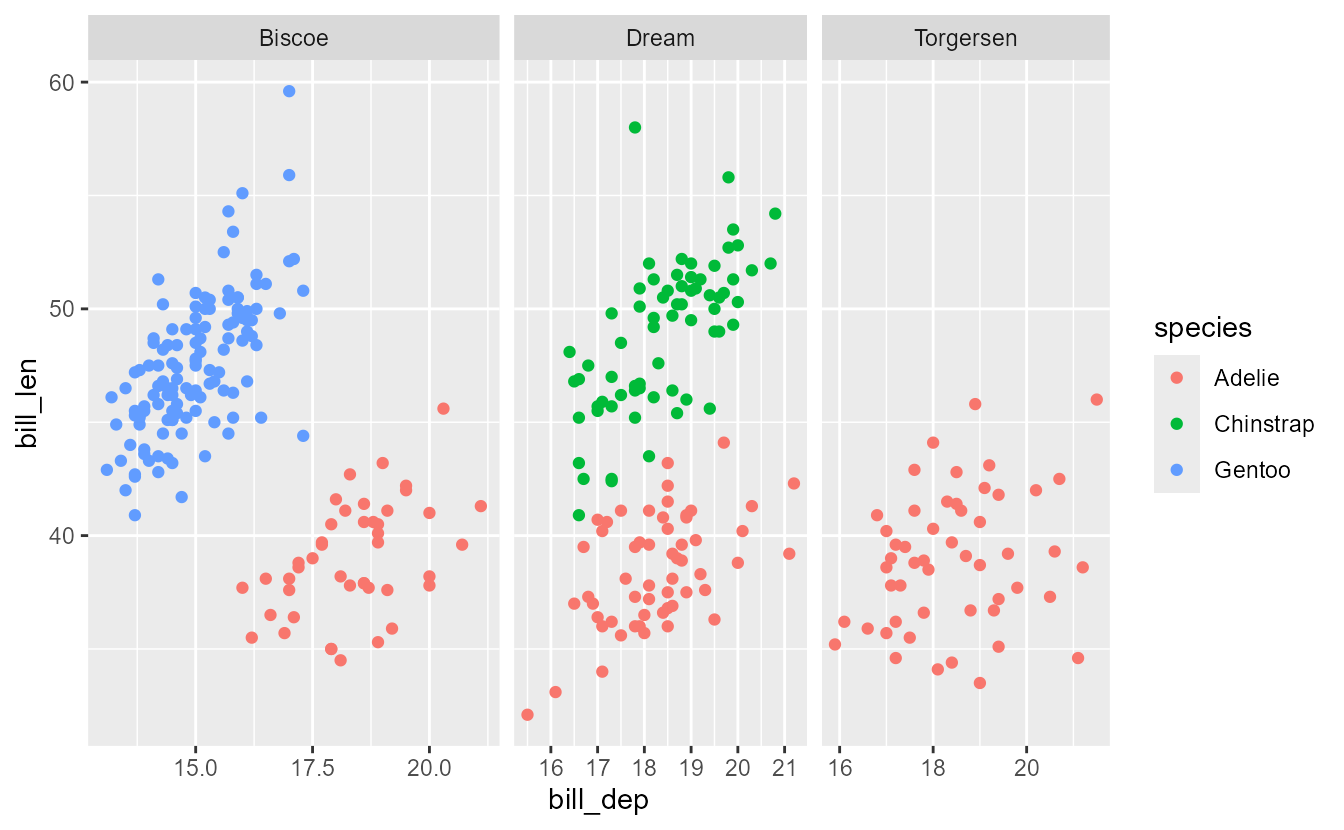 Biscoe Dream Torgersen
60
50
40
bill_len
15.0 17.5 20.0 16 17 18 19 20 21 16 18 20
bill_dep
species
Adelie
Chinstrap
Gentoo